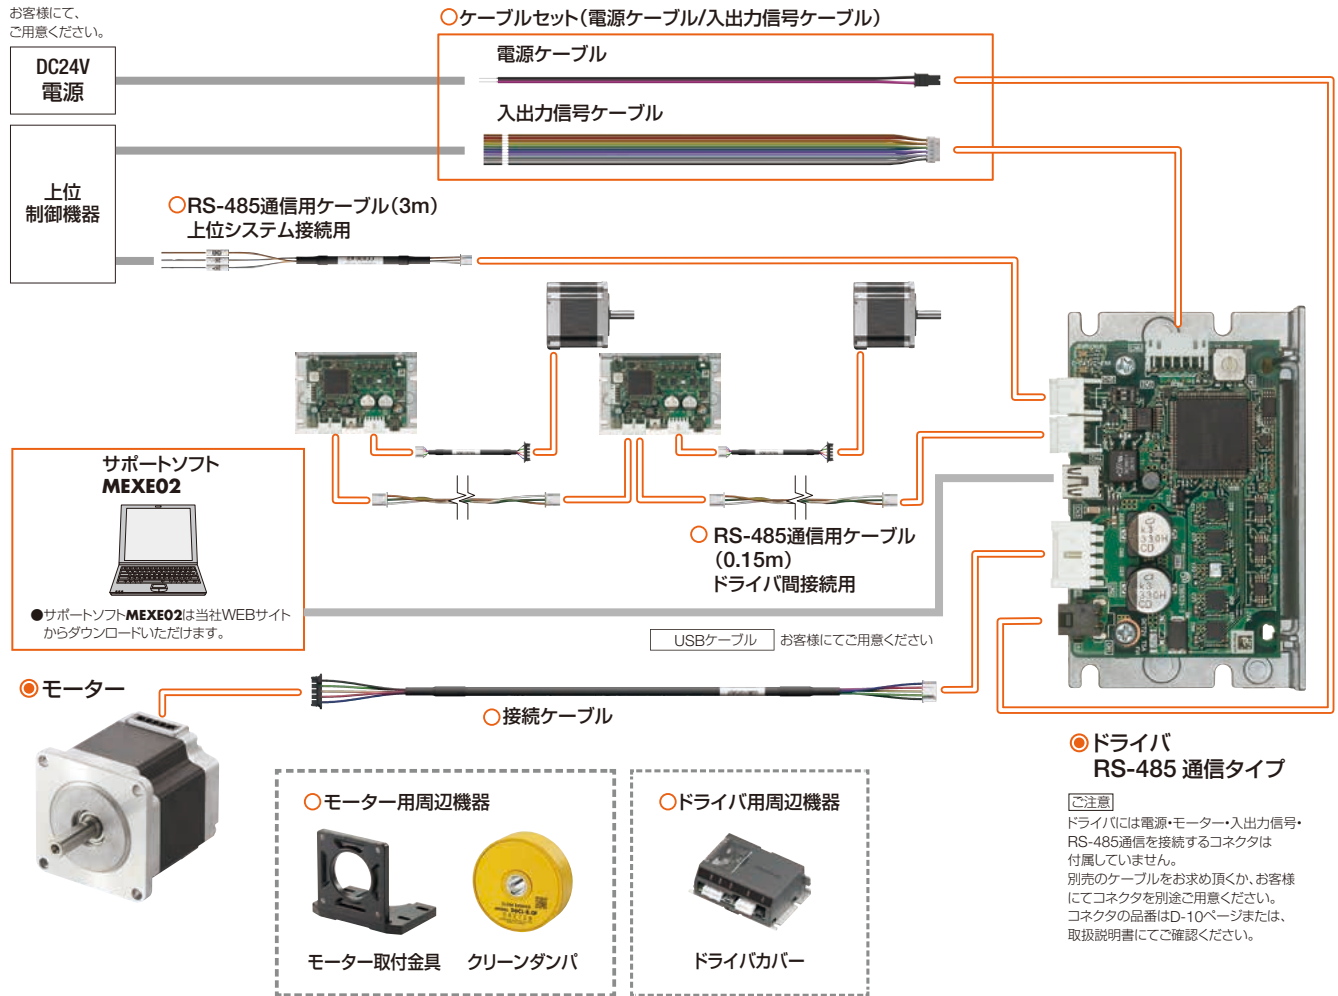 お客様にて、
ご用意ください。
DC24V
電源
上位
制御機器
○ケーブルセット(電源ケーブル/入出力信号ケーブル)
電源ケーブル
入出力信号ケーブル
○RS-485通信用ケーブル(3m)
上位システム接続用
サポートソフト
MEXE02
●サポートソフトMEXE02は当社WEBサイト
からダウンロードいただけます。
○ RS-485通信用ケーブル
(0.15m)
ドライバ間接続用
USBケーブル お客様にてご用意ください
◉モーター
○接続ケーブル
◉ドライバ
RS-485 通信タイプ
ご注意
ドライバには電源・モーター・入出力信号・
RS-485通信を接続するコネクタは
付属していません。
別売のケーブルをお求め頂くか、お客様
にてコネクタを別途ご用意ください。
コネクタの品番はD-10ページまたは、
取扱説明書にてご確認ください。
○モーター用周辺機器
モーター取付金具
クリーンダンパ
○ドライバ用周辺機器
ドライバカバー